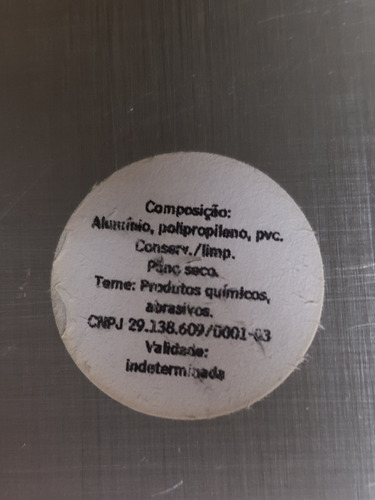 Composição:
Alumínio, polipropileno, pvc.
Conserv./limp.
Pano seco.
Teme: Produtos químicos,
abrasivos.
CNPJ 29.138.609/0001-03
Validade:
indeterminada